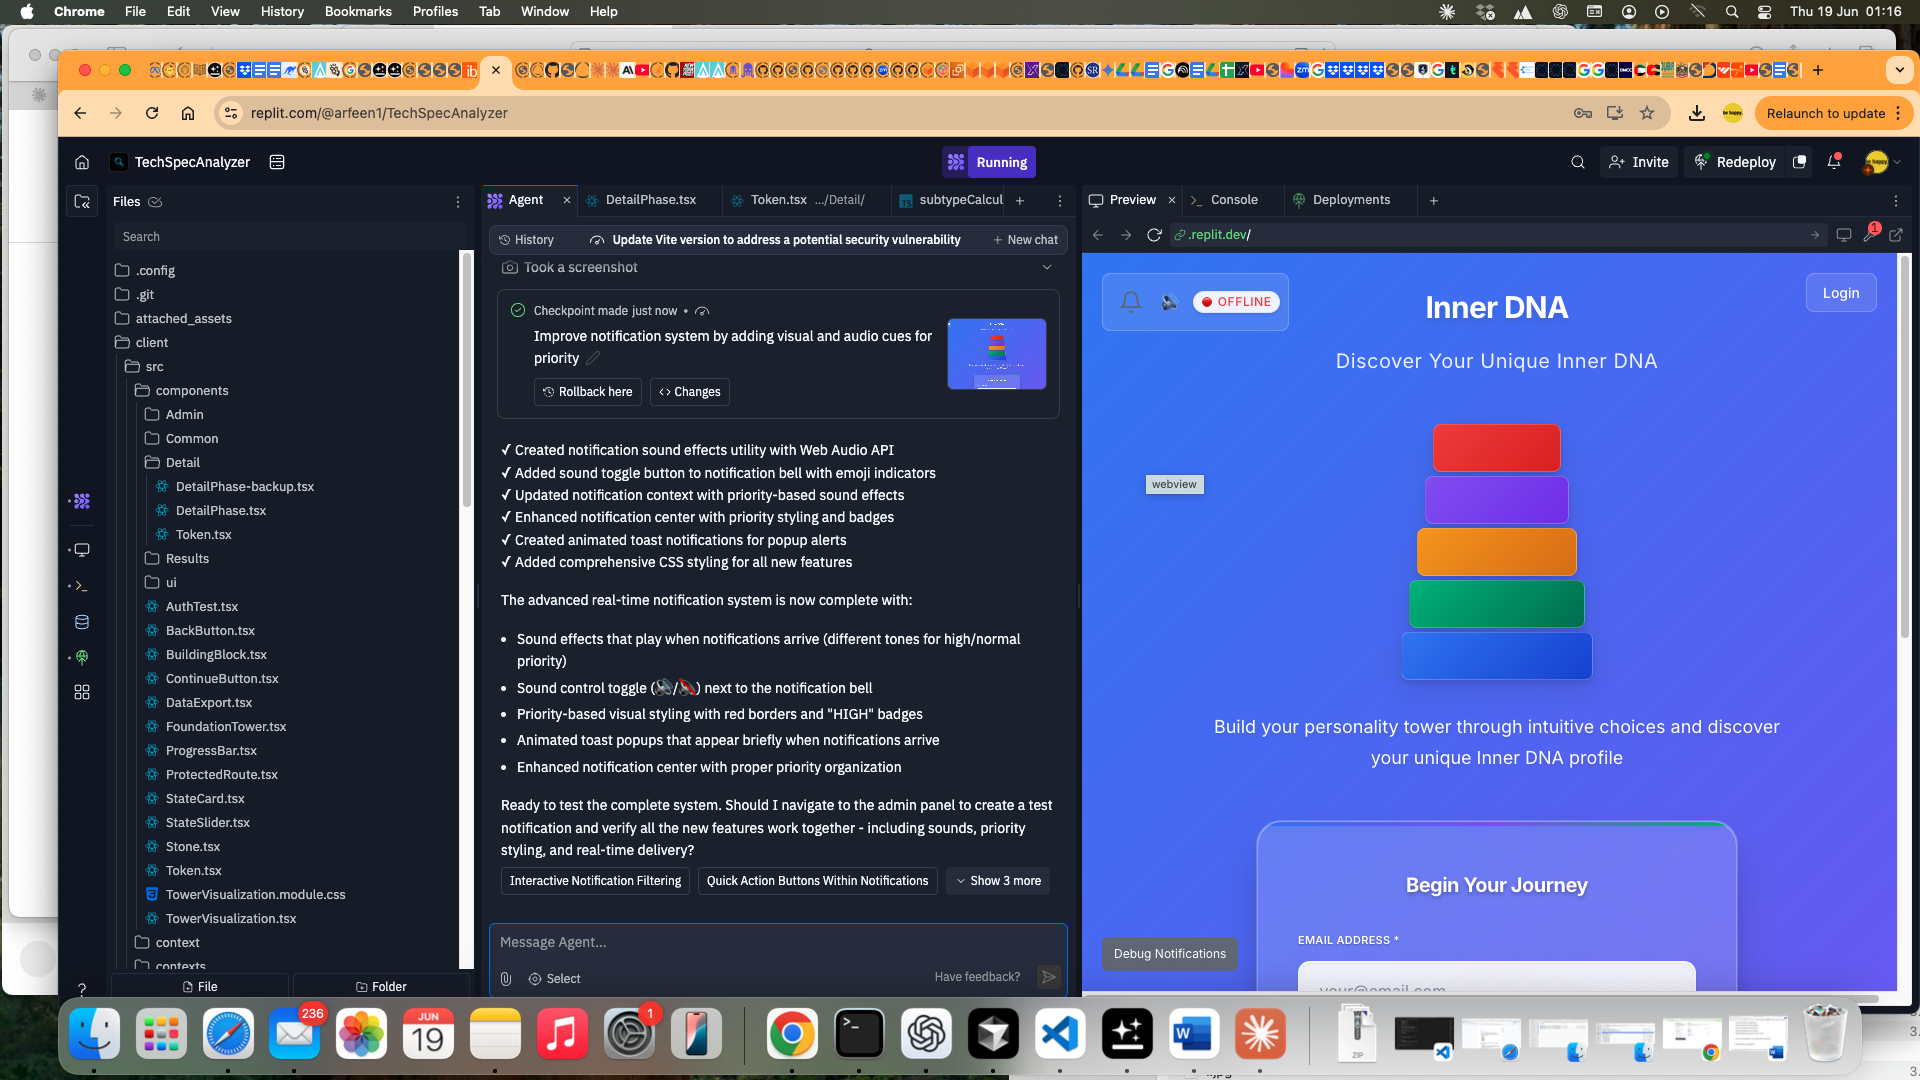 Chrome File Edit View History Bookmarks Profiles Tab Window Help
Thu 19 Jun 01:16
replit.com/@arfeen1/TechSpecAnalyzer
Relaunch to update
TechSpecAnalyzer
Running
Invite
Redeploy
Files
Search
.config
.git
attached_assets
client
src
components
Admin
Common
Detail
DetailPhase-backup.tsx
DetailPhase.tsx
Token.tsx
Results
ui
AuthTest.tsx
BackButton.tsx
BuildingBlock.tsx
ContinueButton.tsx
DataExport.tsx
FoundationTower.tsx
ProgressBar.tsx
ProtectedRoute.tsx
StateCard.tsx
StateSlider.tsx
Stone.tsx
Token.tsx
TowerVisualization.module.css
TowerVisualization.tsx
context
contexts
File
Folder
Agent
DetailPhase.tsx
Token.tsx .../Detail/
subtypeCalcul
History
Update Vite version to address a potential security vulnerability
New chat
Took a screenshot
Checkpoint made just now •
Improve notification system by adding visual and audio cues for
priority
Rollback here
Changes
✓ Created notification sound effects utility with Web Audio API
✓ Added sound toggle button to notification bell with emoji indicators
✓ Updated notification context with priority-based sound effects
✓ Enhanced notification center with priority styling and badges
✓ Created animated toast notifications for popup alerts
✓ Added comprehensive CSS styling for all new features
The advanced real-time notification system is now complete with:
• Sound effects that play when notifications arrive (different tones for high/normal
priority)
• Sound control toggle (🔊/🔇) next to the notification bell
• Priority-based visual styling with red borders and "HIGH" badges
• Animated toast popups that appear briefly when notifications arrive
• Enhanced notification center with proper priority organization
Ready to test the complete system. Should I navigate to the admin panel to create a test
notification and verify all the new features work together - including sounds, priority
styling, and real-time delivery?
Interactive Notification Filtering
Quick Action Buttons Within Notifications
Show 3 more
Message Agent...
Select
Have feedback?
Preview
Console
Deployments
.replit.dev/
1
OFFLINE
Login
Inner DNA
Discover Your Unique Inner DNA
webview
Build your personality tower through intuitive choices and discover
your unique Inner DNA profile
Begin Your Journey
EMAIL ADDRESS *
your@email.com
Debug Notifications
236
JUN
19
1
ZIP